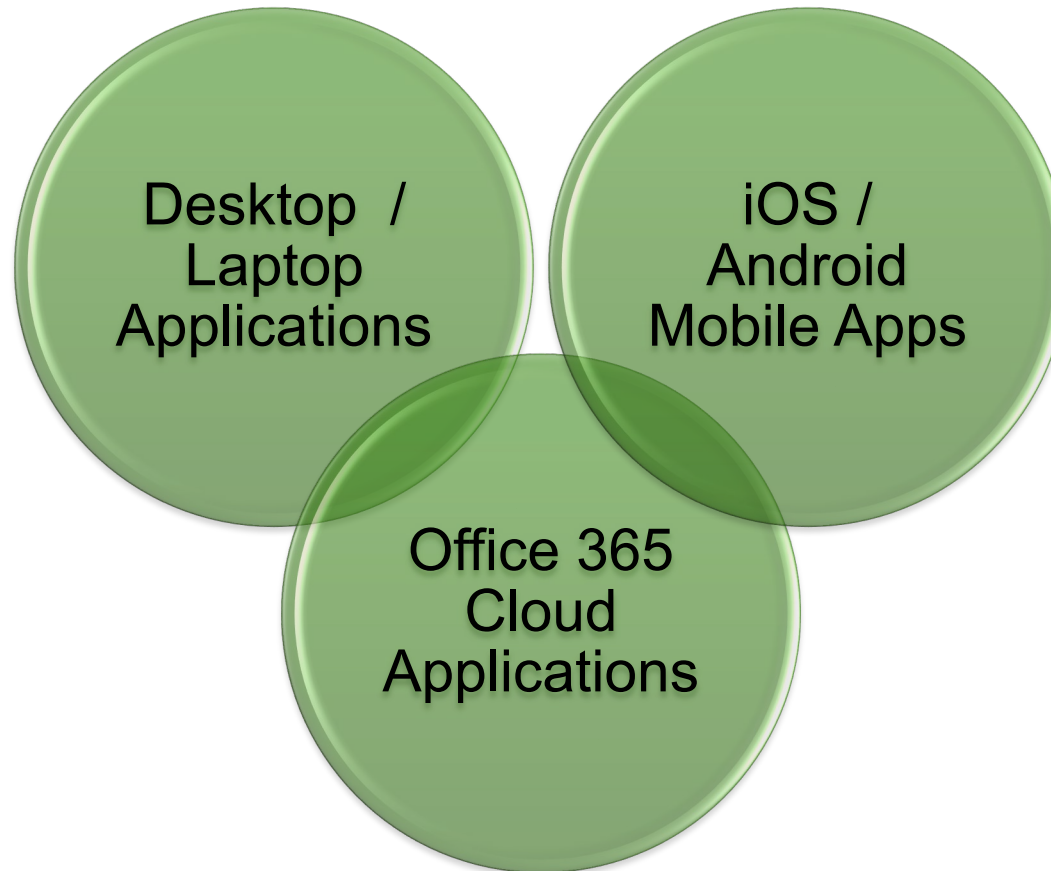 Desktop /
Laptop
Applications
iOS /
Android
Mobile Apps
Office 365
Cloud
Applications